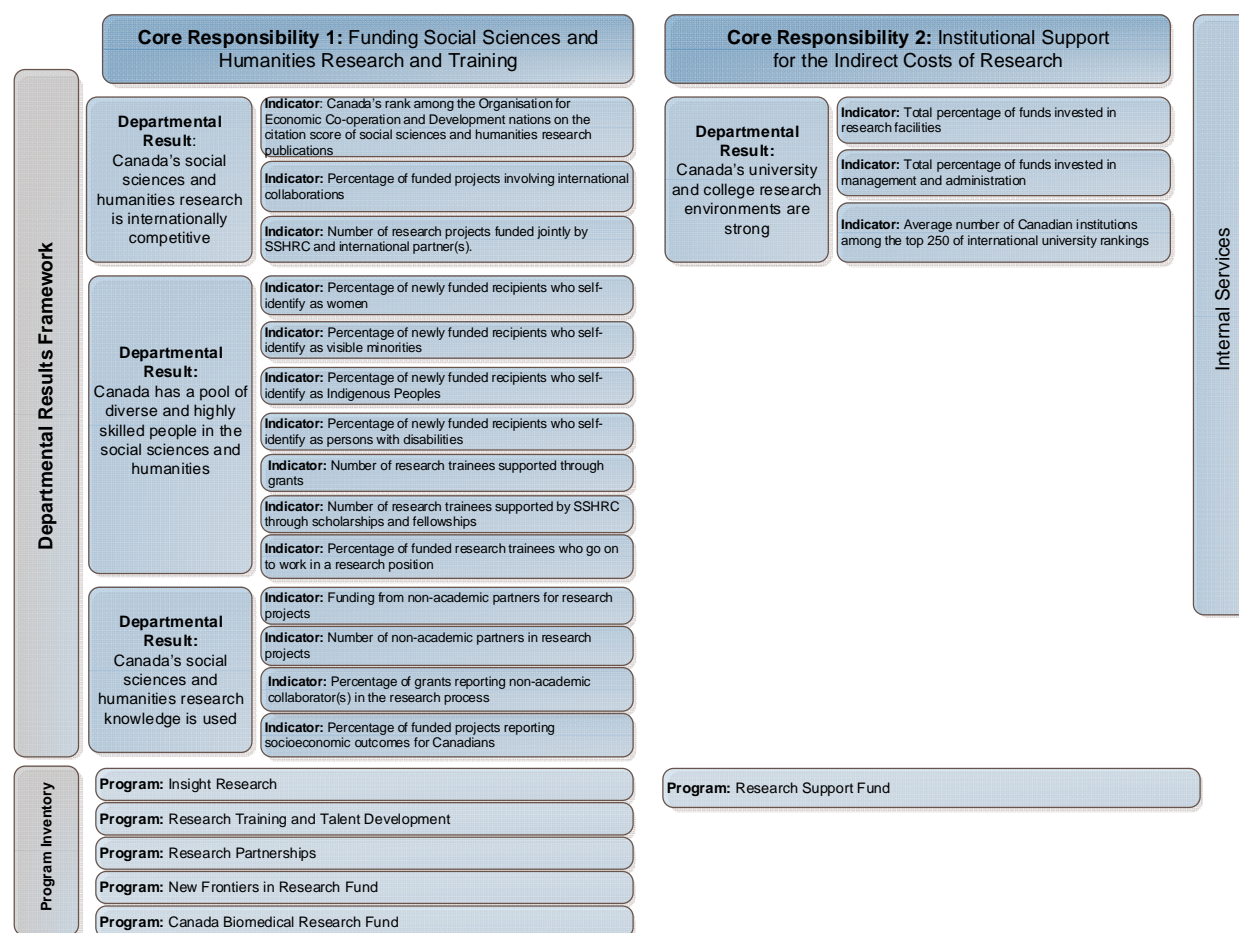 Core Responsibility 1: Funding Social Sciences and
Humanities Research and Training
Core Responsibility 2: Institutional Support
for the Indirect Costs of Research
Internal Services
Departmental Results Framework
Departmental
Result:
Canada's social
sciences and
humanities research
is internationally
competitive
Indicator: Canada's rank among the Organisation for
Economic Co-operation and Development nations on the
citation score of social sciences and humanities research
publications
Indicator: Percentage of funded projects involving international
collaborations
Indicator: Number of research projects funded jointly by
SSHRC and international partner(s).
Departmental
Result:
Canada's university
and college research
environments are
strong
Indicator: Total percentage of funds invested in
research facilities
Indicator: Total percentage of funds invested in
management and administration
Indicator: Average number of Canadian institutions
among the top 250 of international university rankings
Departmental
Result:
Canada has a pool of
diverse and highly
skilled people in the
social sciences and
humanities
Indicator: Percentage of newly funded recipients who self-
identify as women
Indicator: Percentage of newly funded recipients who self-
identify as visible minorities
Indicator: Percentage of newly funded recipients who self-
identify as Indigenous Peoples
Indicator: Percentage of newly funded recipients who self-
identify as persons with disabilities
Indicator: Number of research trainees supported through
grants
Indicator: Number of research trainees supported by SSHRC
through scholarships and fellowships
Indicator: Percentage of funded research trainees who go on
to work in a research position
Departmental
Result:
Canada's social
sciences and
humanities research
knowledge is used
Indicator: Funding from non-academic partners for research
projects
Indicator: Number of non-academic partners in research
projects
Indicator: Percentage of grants reporting non-academic
collaborator(s) in the research process
Indicator: Percentage of funded projects reporting
socioeconomic outcomes for Canadians
Program Inventory
Program: Insight Research
Program: Research Training and Talent Development
Program: Research Partnerships
Program: New Frontiers in Research Fund
Program: Canada Biomedical Research Fund
Program: Research Support Fund